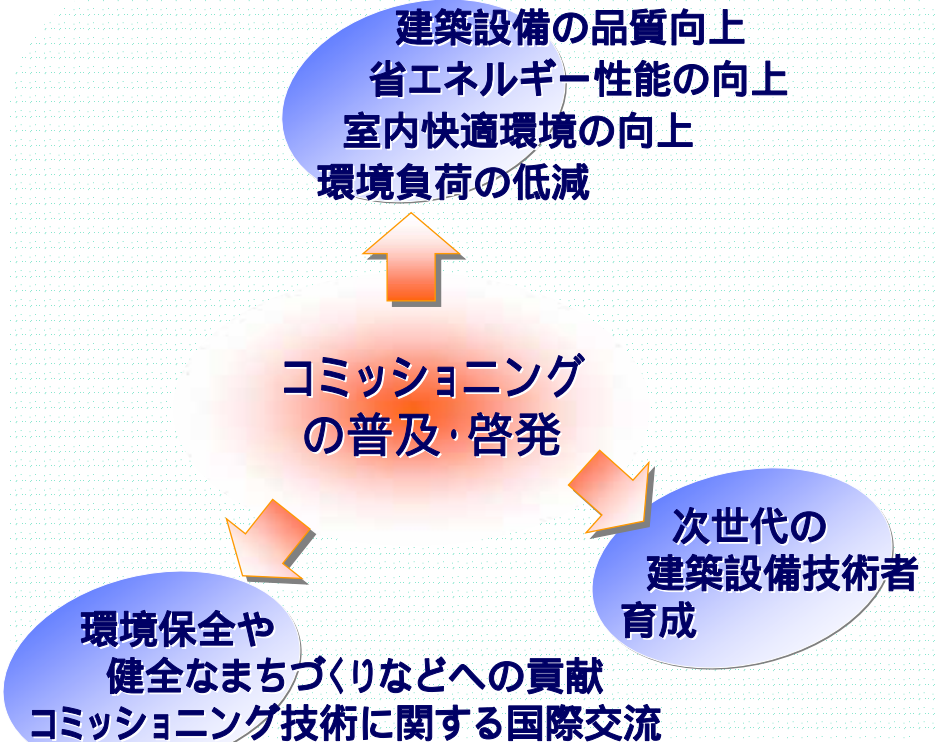 建築設備の品質向上
省エネルギー性能の向上
室内快適環境の向上
環境負荷の低減
コミッショニング
の普及・啓発
次世代の
建築設備技術者
育成
環境保全や
健全なまちづくりなどへの貢献
コミッショニング技術に関する国際交流